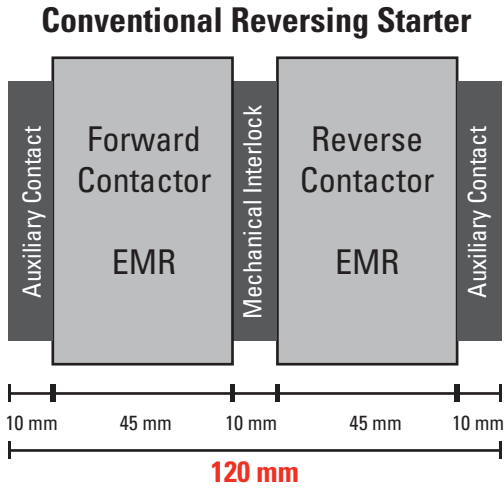 Conventional Reversing Starter
Auxiliary Contact
Forward
Contactor
EMR
Mechanical Interlock
Reverse
Contactor
EMR
Auxiliary Contact
10 mm
45 mm
10 mm
45 mm
10 mm
120 mm